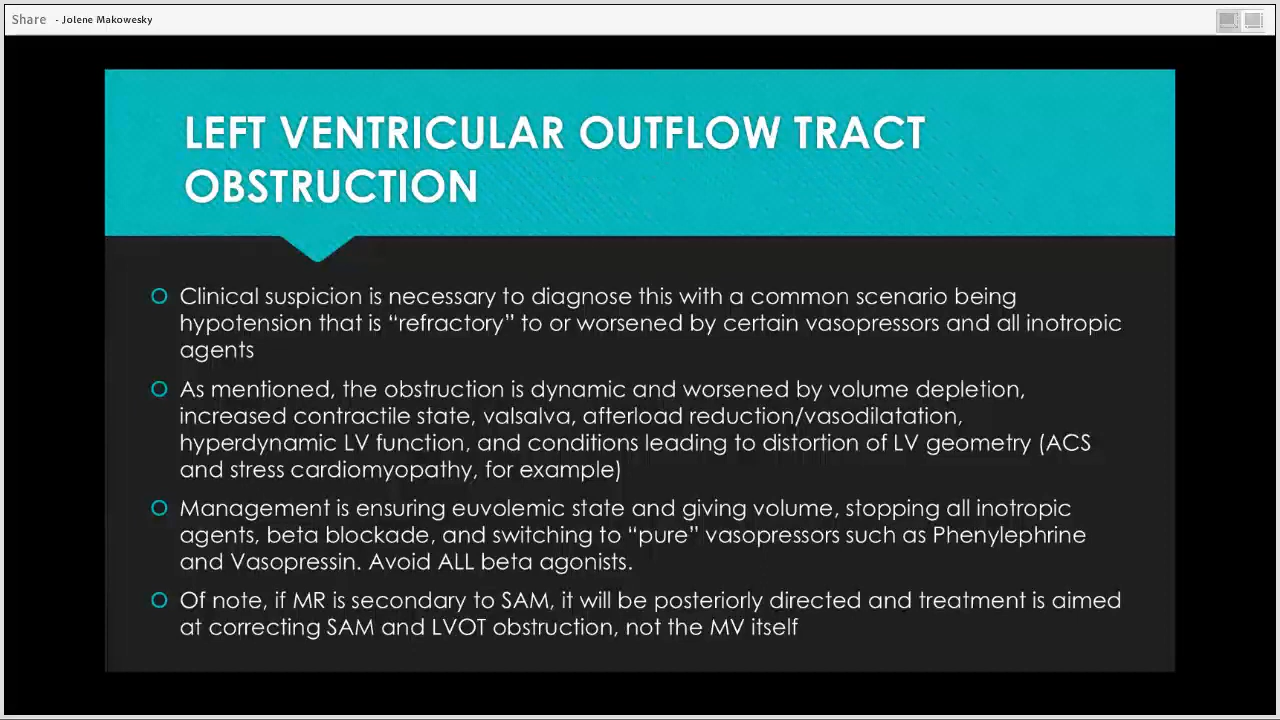 Share - Jolene Makowesky
LEFT VENTRICULAR OUTFLOW TRACT
OBSTRUCTION
Clinical suspicion is necessary to diagnose this with a common scenario being
hypotension that is “refractory” to or worsened by certain vasopressors and all inotropic
agents
As mentioned, the obstruction is dynamic and worsened by volume depletion,
increased contractile state, valsalva, afterload reduction/vasodilatation,
hyperdynamic LV function, and conditions leading to distortion of LV geometry (ACS
and stress cardiomyopathy, for example)
Management is ensuring euvolemic state and giving volume, stopping all inotropic
agents, beta blockade, and switching to “pure” vasopressors such as Phenylephrine
and Vasopressin. Avoid ALL beta agonists.
Of note, if MR is secondary to SAM, it will be posteriorly directed and treatment is aimed
at correcting SAM and LVOT obstruction, not the MV itself